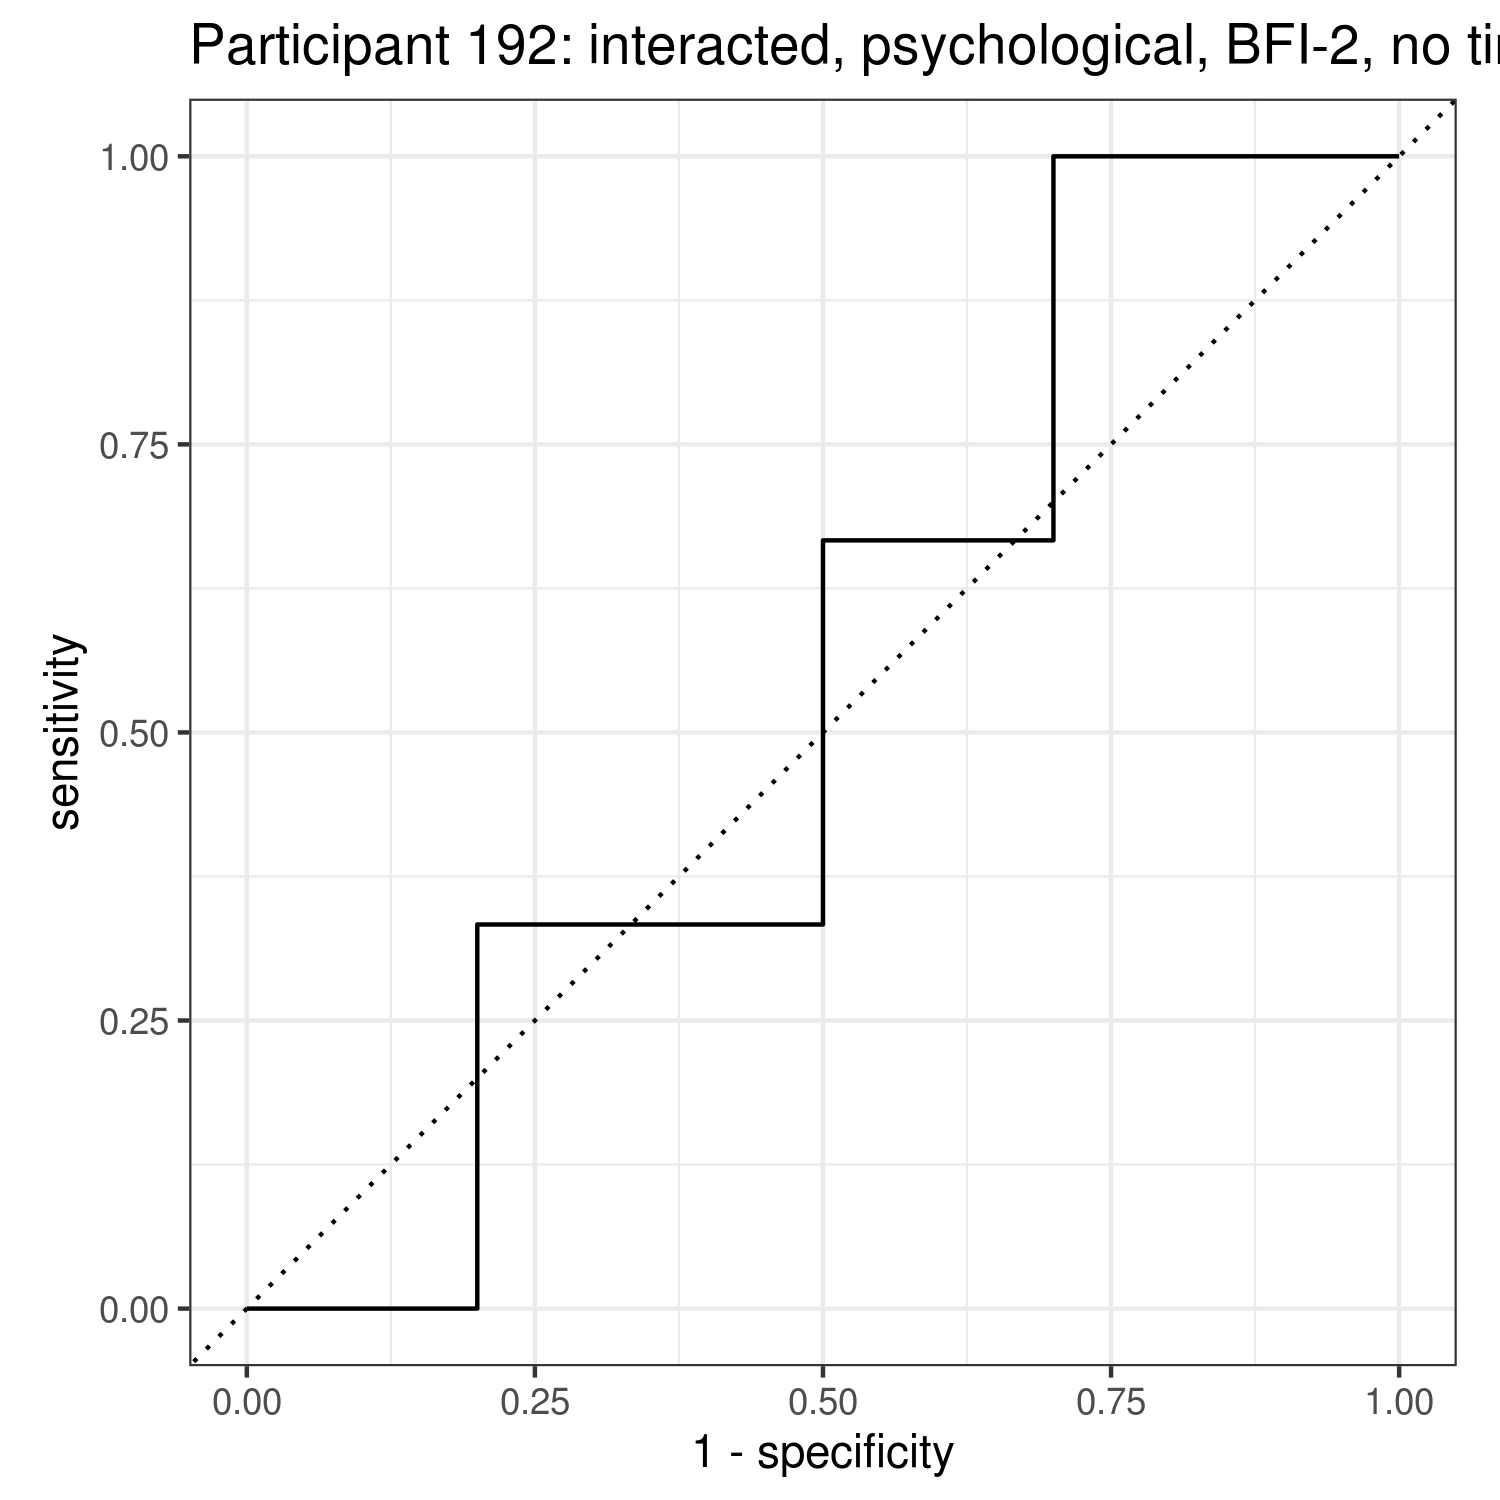 Participant 192: interacted, psychological, BFI-2, no
1.00
0.75
0.50
0.25
0.00
sensitivity
0.00 0.25 0.50 0.75 1.00
1 - specificity